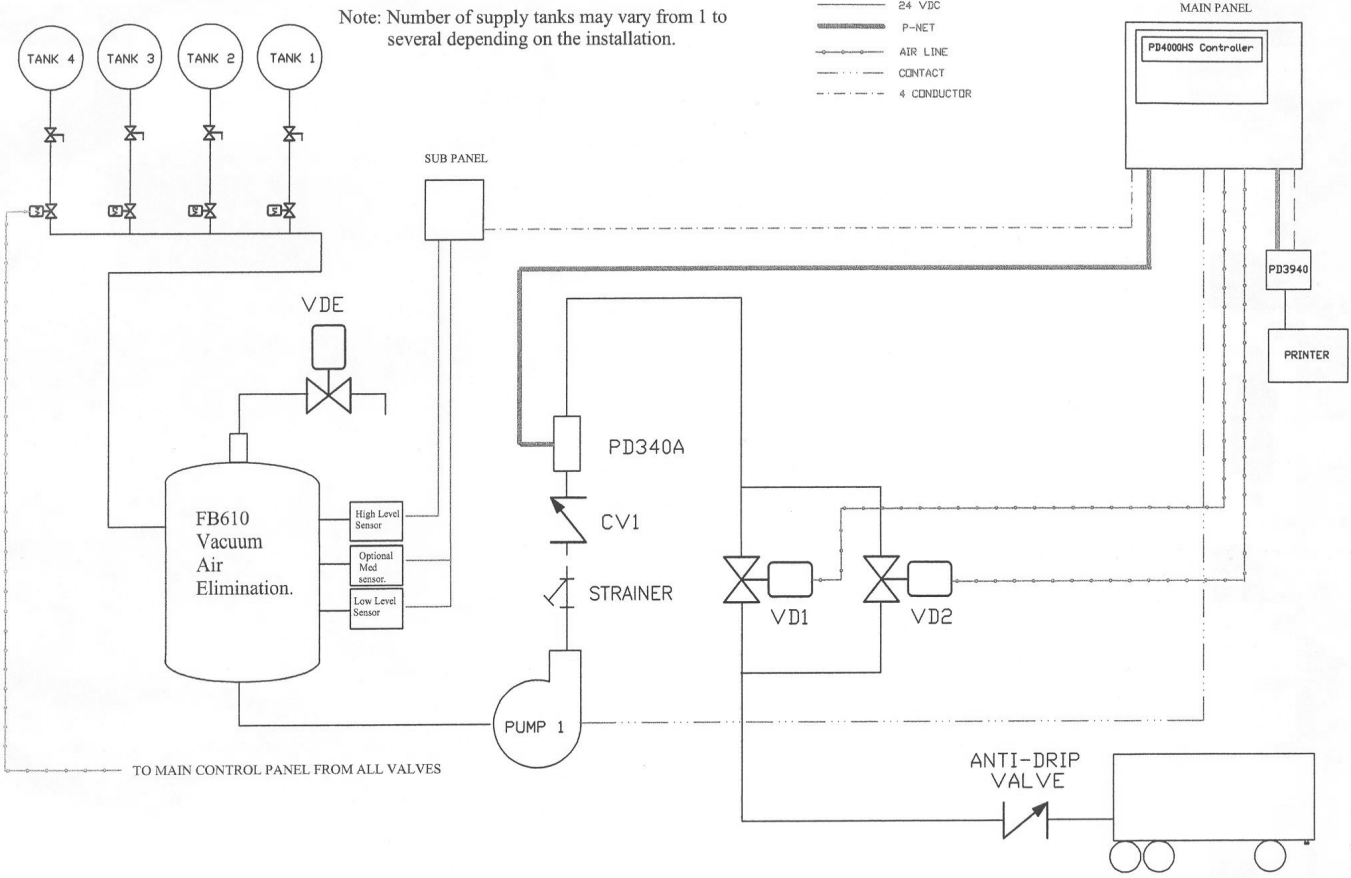 Note: Number of supply tanks may vary from 1 to
several depending on the installation.
24 VDC
P-NET
AIR LINE
CONTACT
4 CONDUCTOR
MAIN PANEL
PD4000HS Controller
TANK 4
TANK 3
TANK 2
TANK 1
SUB PANEL
PD3940
PRINTER
VDE
PD340A
CV1
STRAINER
FB610
Vacuum
Air
Elimination.
High Level
Sensor
Optional
Med
sensor.
Low Level
Sensor
VD1
VD2
PUMP 1
TO MAIN CONTROL PANEL FROM ALL VALVES
ANTI-DRIP
VALVE